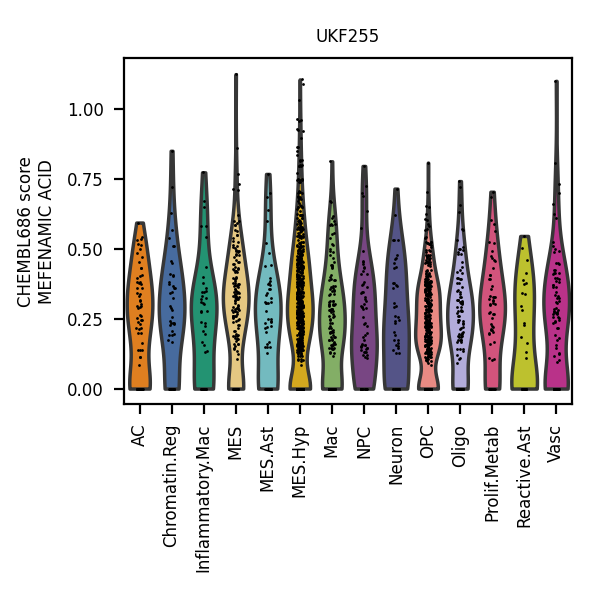 UKF255
CHEMBL686 score
MEFENAMIC ACID
1.00
0.75
0.50
0.25
0.00
AC
Chromatin.Reg
Inflammatory.Mac
MES
MES.Ast
MES.Hyp
Mac
NPC
Neuron
OPC
Oligo
Prolif.Metab
Reactive.Ast
Vasc